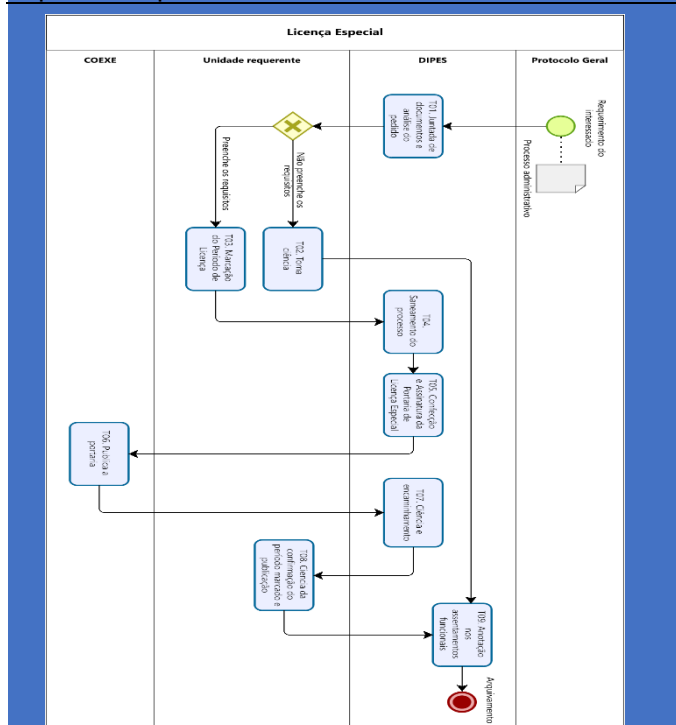 Licença Especial
COEXE
Unidade requerente
DIPES
Protocolo Geral
Requerimento do
interessado
Processo administrativo
T01. Juntada de
documentos e
análise do
pedido
Não preenche os
requisitos
Preenche os requistos
T02. Toma
ciência
T03. Marcação
do Período de
Licença
T04.
Saneamento do
processo
T05. Confecção
e Assinatura da
Portaria de
Licença Especial
T06. Publica a
portaria
T07. Ciência e
encaminhamento
T08. Ciencia da
confirmação do
período marcado e
publicação
T09. Anotação
nos
assentamentos
funcionais
Arquivamento